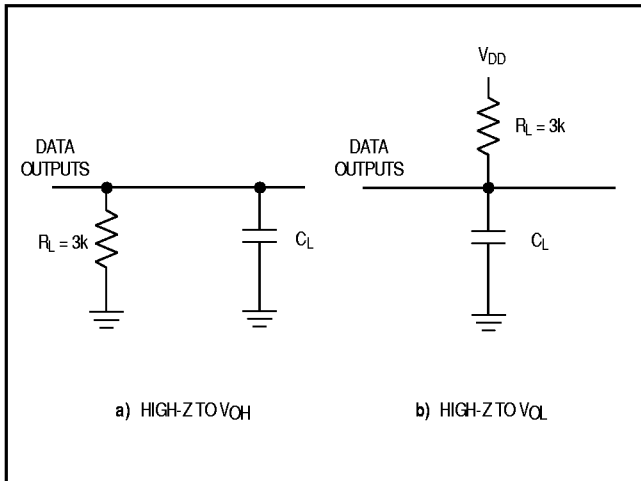 DATA
OUTPUTS
RL = 3k
CL
a) HIGH-Z TO VOH
VDD
RL = 3k
DATA
OUTPUTS
CL
b) HIGH-Z TO VOL